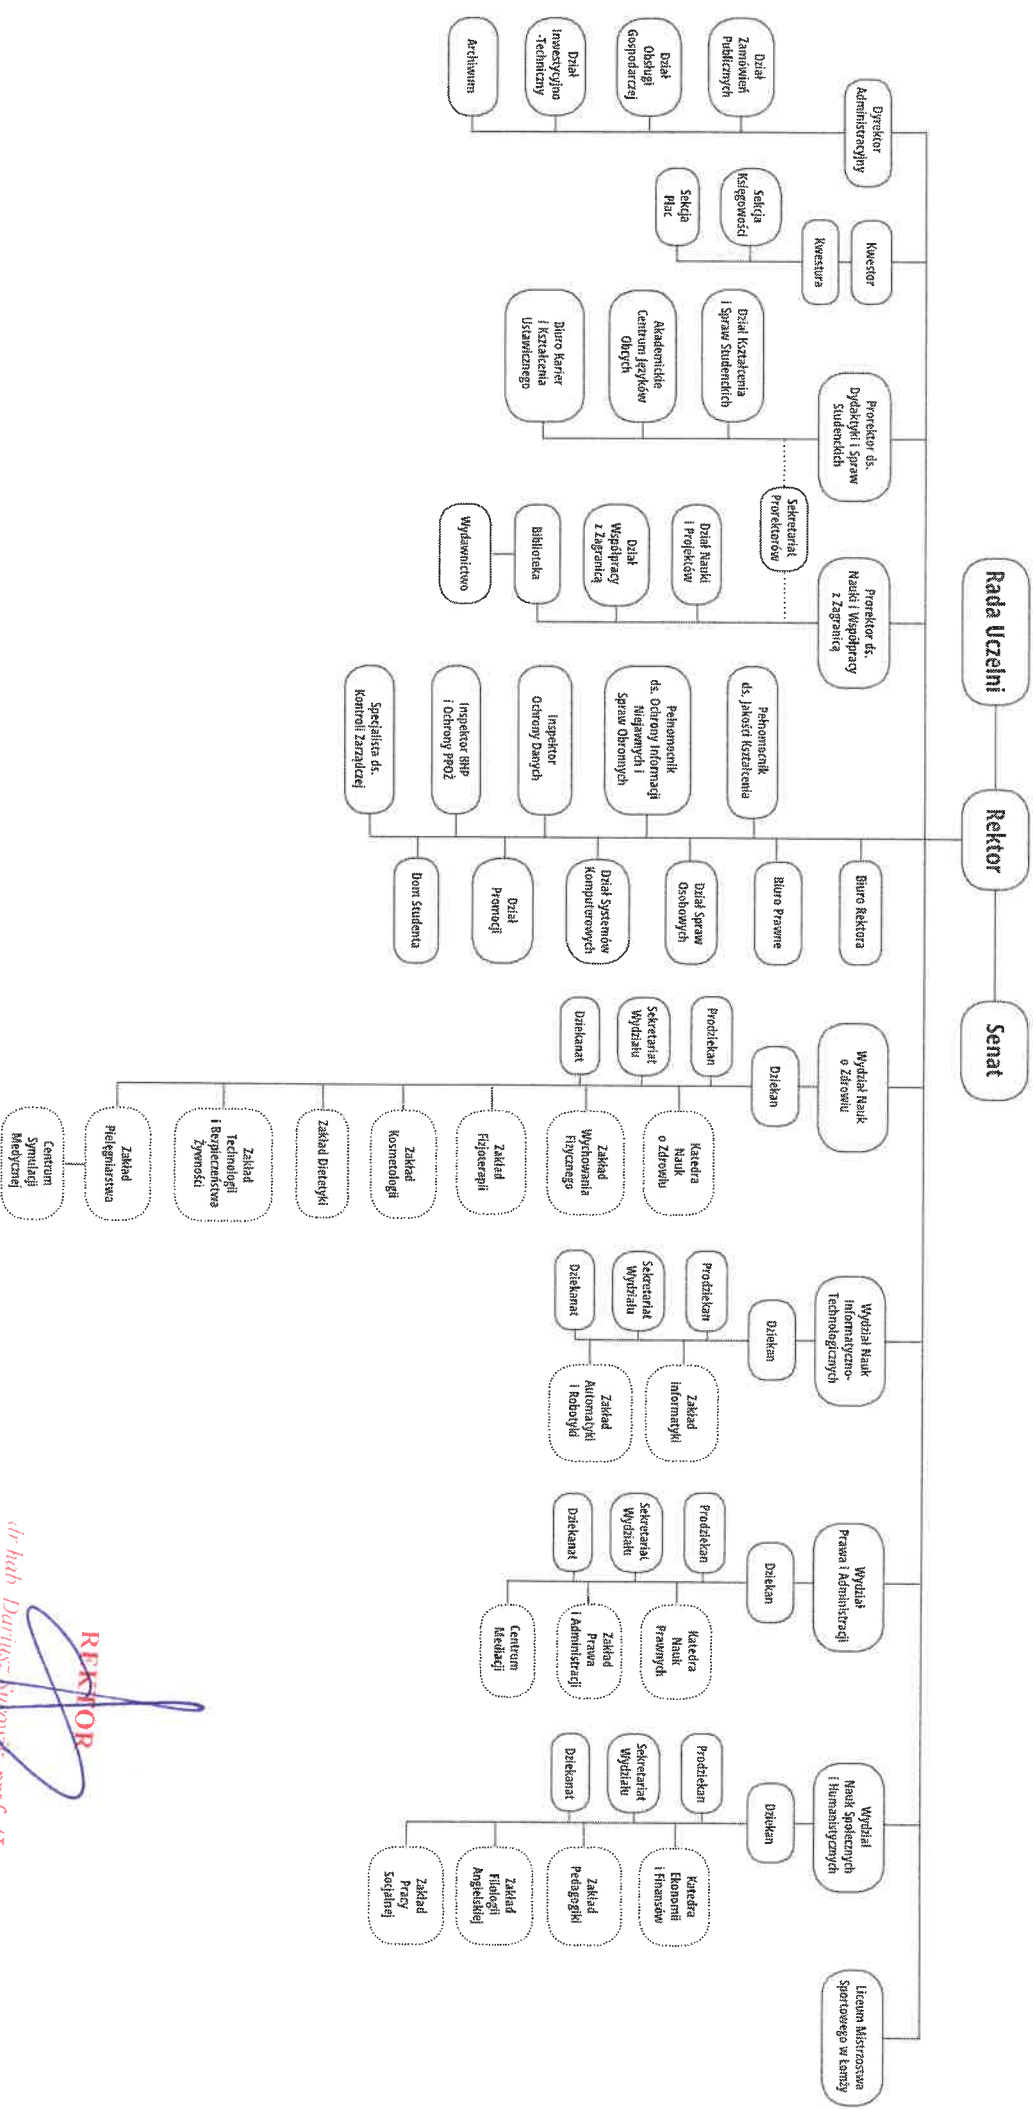 Rada Uczelni
Rektor
Senat
Dyrektor
Administracyjny
Dział
Zamówień
Publicznych
Dział
Obsługi
Gospodarczej
Dział
Inwestycyjno
-Techniczny
Archiwum
Kwestor
Kwestura
Sekcja
Księgowości
Sekcja
Płac
Prorektor ds.
Dydaktyki i Spraw
Studenckich
Dział Kształcenia
i Spraw Studenckich
Akademickie
Centrum Języków
Obcych
Biuro Karier
i Kształcenia
Ustawicznego
Sekretariat
Prorektorów
Prorektor ds.
Nauki i Współpracy
z Zagranicą
Dział Nauki
i Projektów
Dział
Współpracy
z Zagranicą
Biblioteka
Wydawnictwo
Pełnomocnik
ds. Jakości Kształcenia
Pełnomocnik
ds. Ochrony Informacji
Niejawnych i
Spraw Obronnych
Inspektor
Ochrony Danych
Inspektor BHP
i Ochrony PPOŻ
Specjalista ds.
Kontroli Zarządczej
Biuro Rektora
Biuro Prawne
Dział Spraw
Osobowych
Dział Systemów
Komputerowych
Dział
Promocji
Dom Studenta
Wydział Nauk
o Zdrowiu
Dziekan
Prodziekan
Sekretariat
Wydziału
Dziekanat
Katedra
Nauk
o Zdrowiu
Zakład
Wychowania
Fizycznego
Zakład
Fizjoterapii
Zakład
Kosmetologii
Zakład Dietetyki
Zakład
Technologii
i Bezpieczeństwa
Żywności
Zakład
Pielęgniarstwa
Centrum
Symulacji
Medycznej
Wydział Nauk
Informatyczno-
Technologicznych
Dziekan
Prodziekan
Sekretariat
Wydziału
Dziekanat
Zakład
Informatyki
Zakład
Automatyki
i Robotyki
Wydział
Prawa i Administracji
Dziekan
Prodziekan
Sekretariat
Wydziału
Dziekanat
Katedra
Nauk
Prawnych
Zakład
Prawa
i Administracji
Centrum
Mediacji
Wydział
Nauk Społecznych
i Humanistycznych
Dziekan
Prodziekan
Sekretariat
Wydziału
Dziekanat
Katedra
Ekonomii
i Finansów
Zakład
Pedagogiki
Zakład
Filologii
Angielskiej
Zakład
Pracy
Socjalnej
Liceum Mistrzostwa
Sportowego w Łomży
REKTOR
dr hab. Dariusz